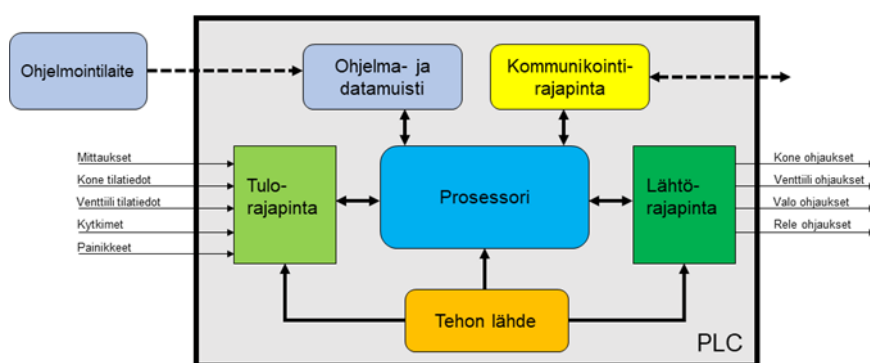 Ohjelmointilaite
Ohjelma- ja
datamuisti
Kommunikointi-
rajapinta
Mittaukset
Kone tilatiedot
Venttiili tilatiedot
Kytkimet
Painikkeet
Tulo-
rajapinta
Prosessori
Lähtö-
rajapinta
Kone ohjaukset
Venttiili ohjaukset
Valo ohjaukset
Rele ohjaukset
Tehon lähde
PLC